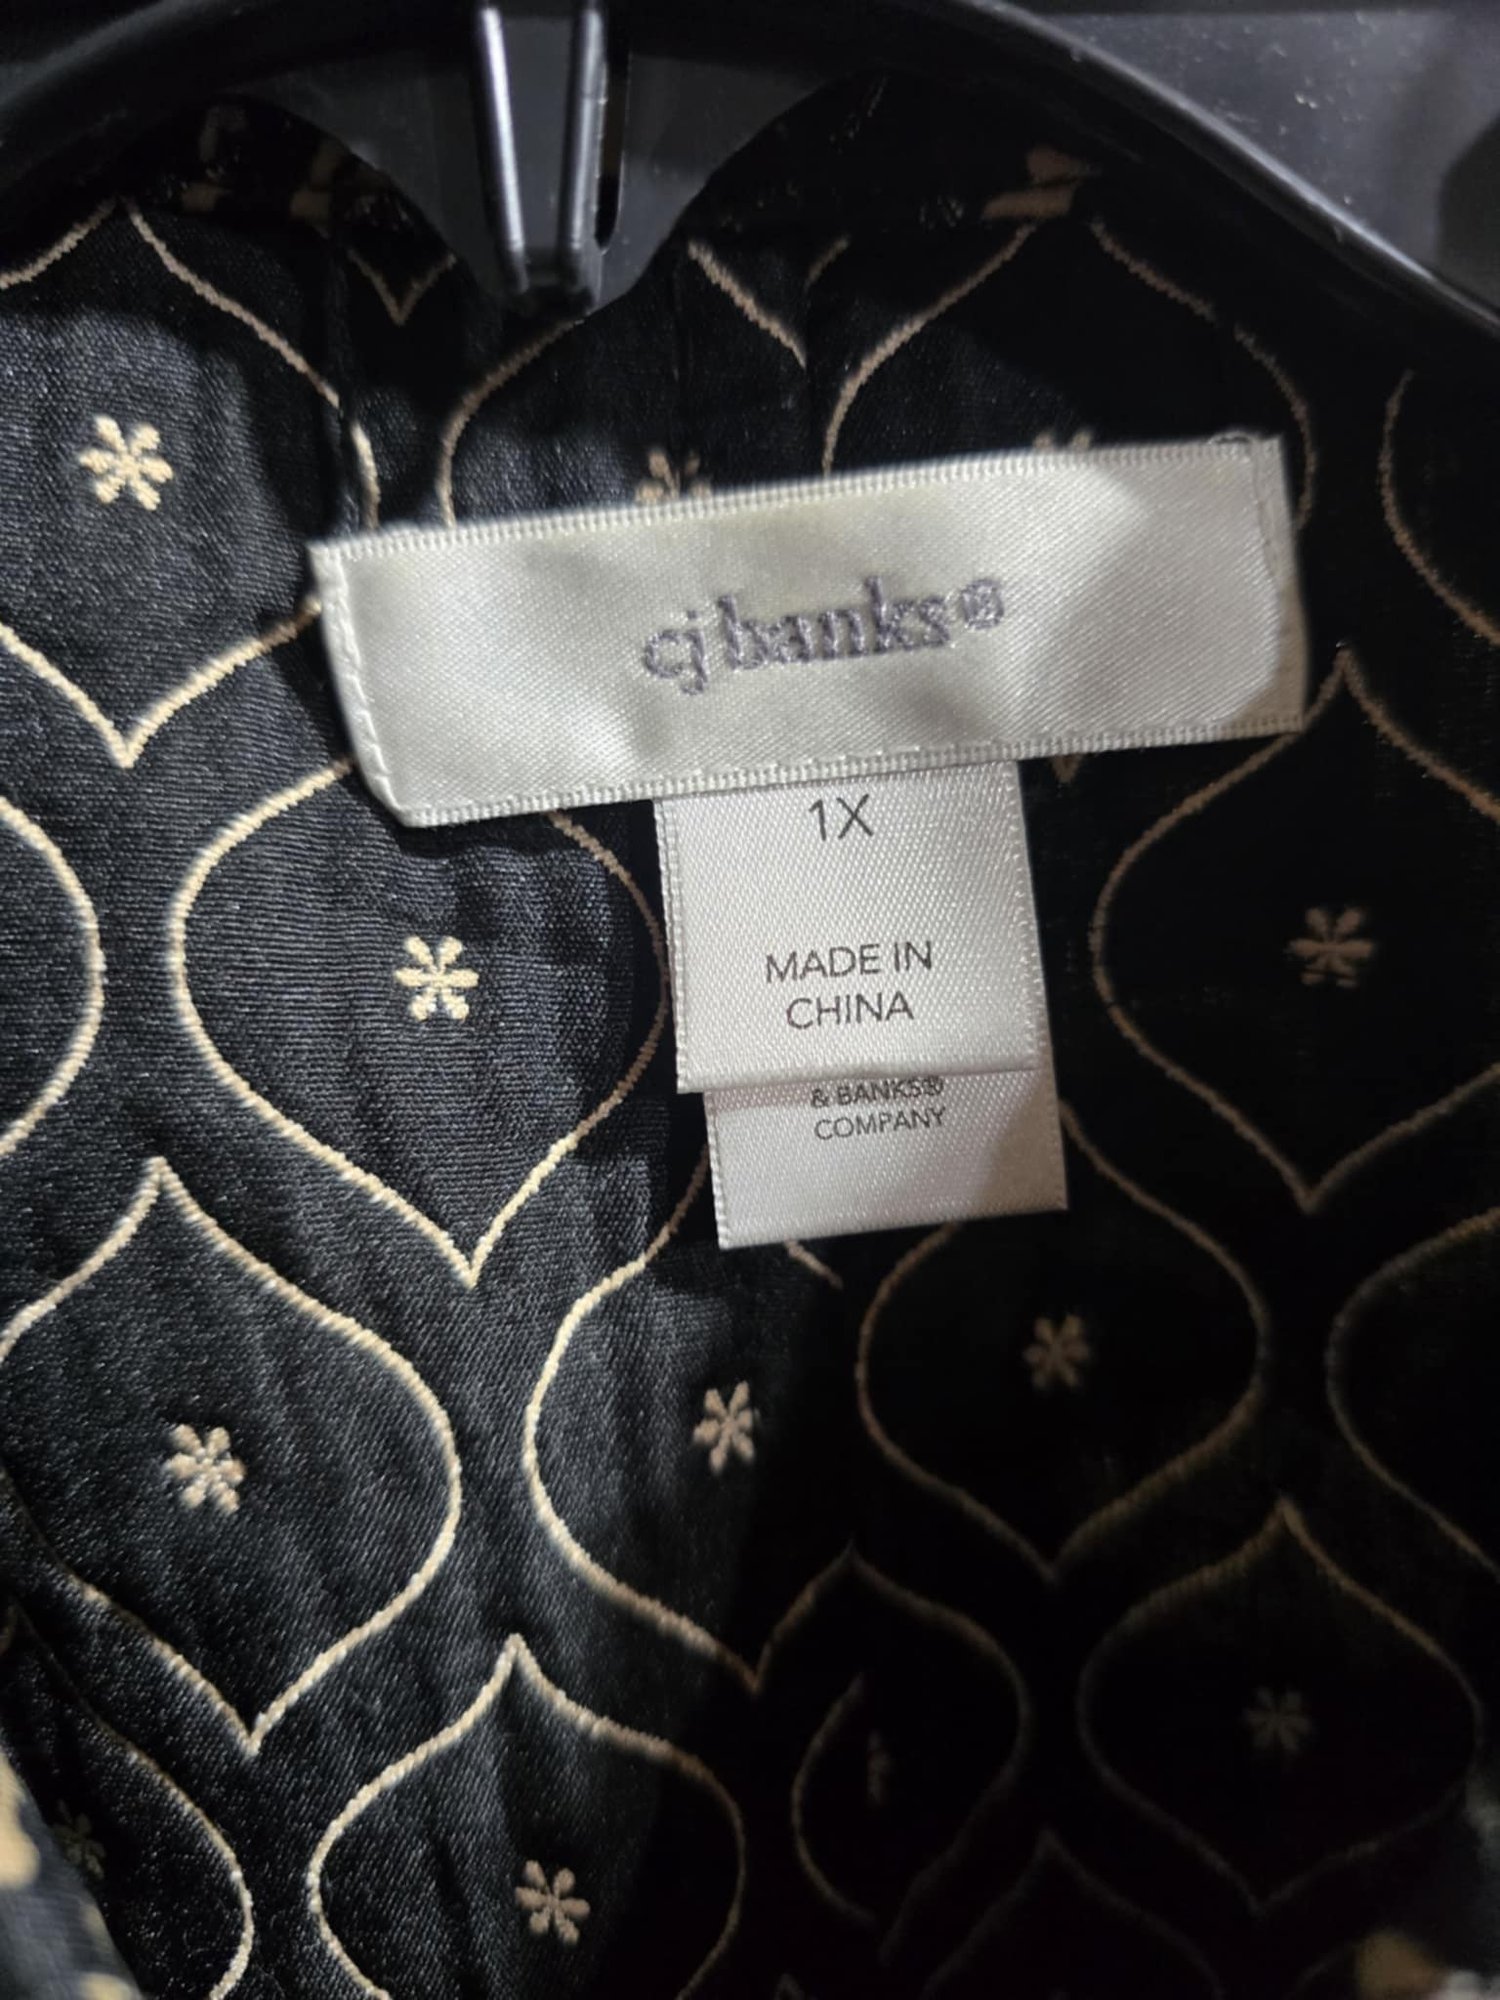 cj banks®
1X
MADE IN
CHINA
& BANKS®
COMPANY